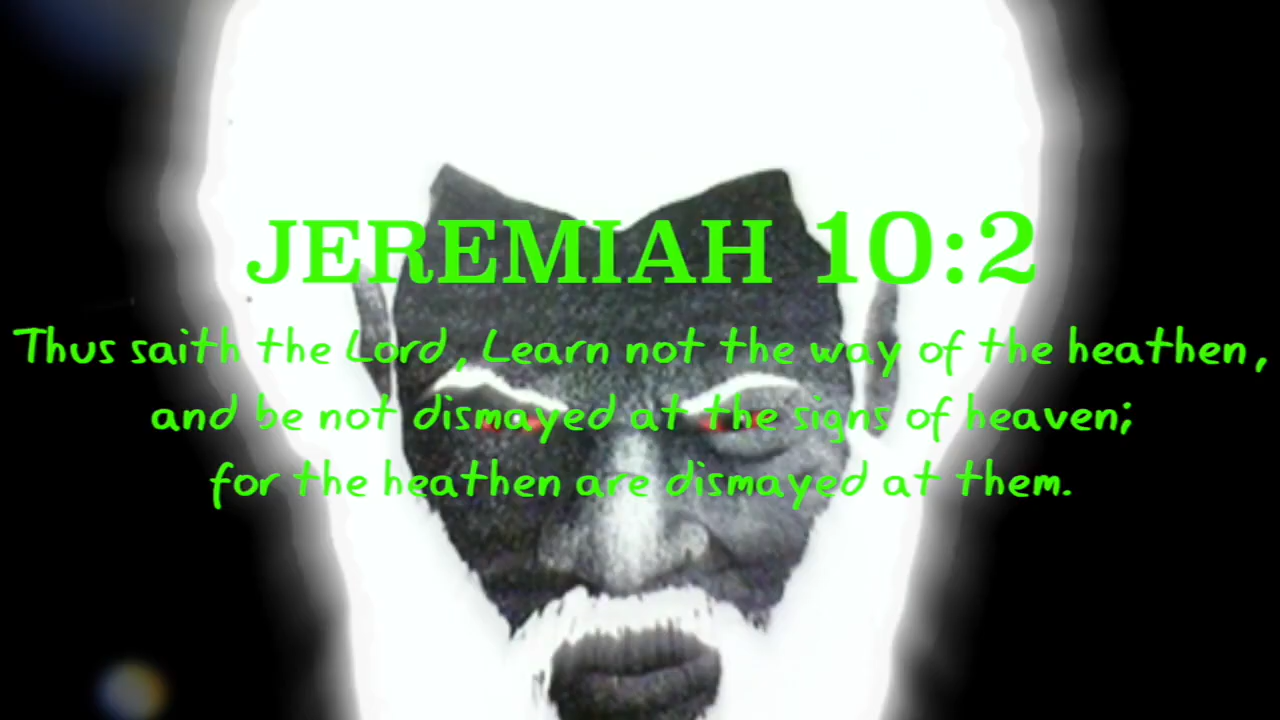 JEREMIAH 10:2
Thus saith the Lord, Learn not the way of the heathen,
and be not dismayed at the signs of heaven;
for the heathen are dismayed at them.